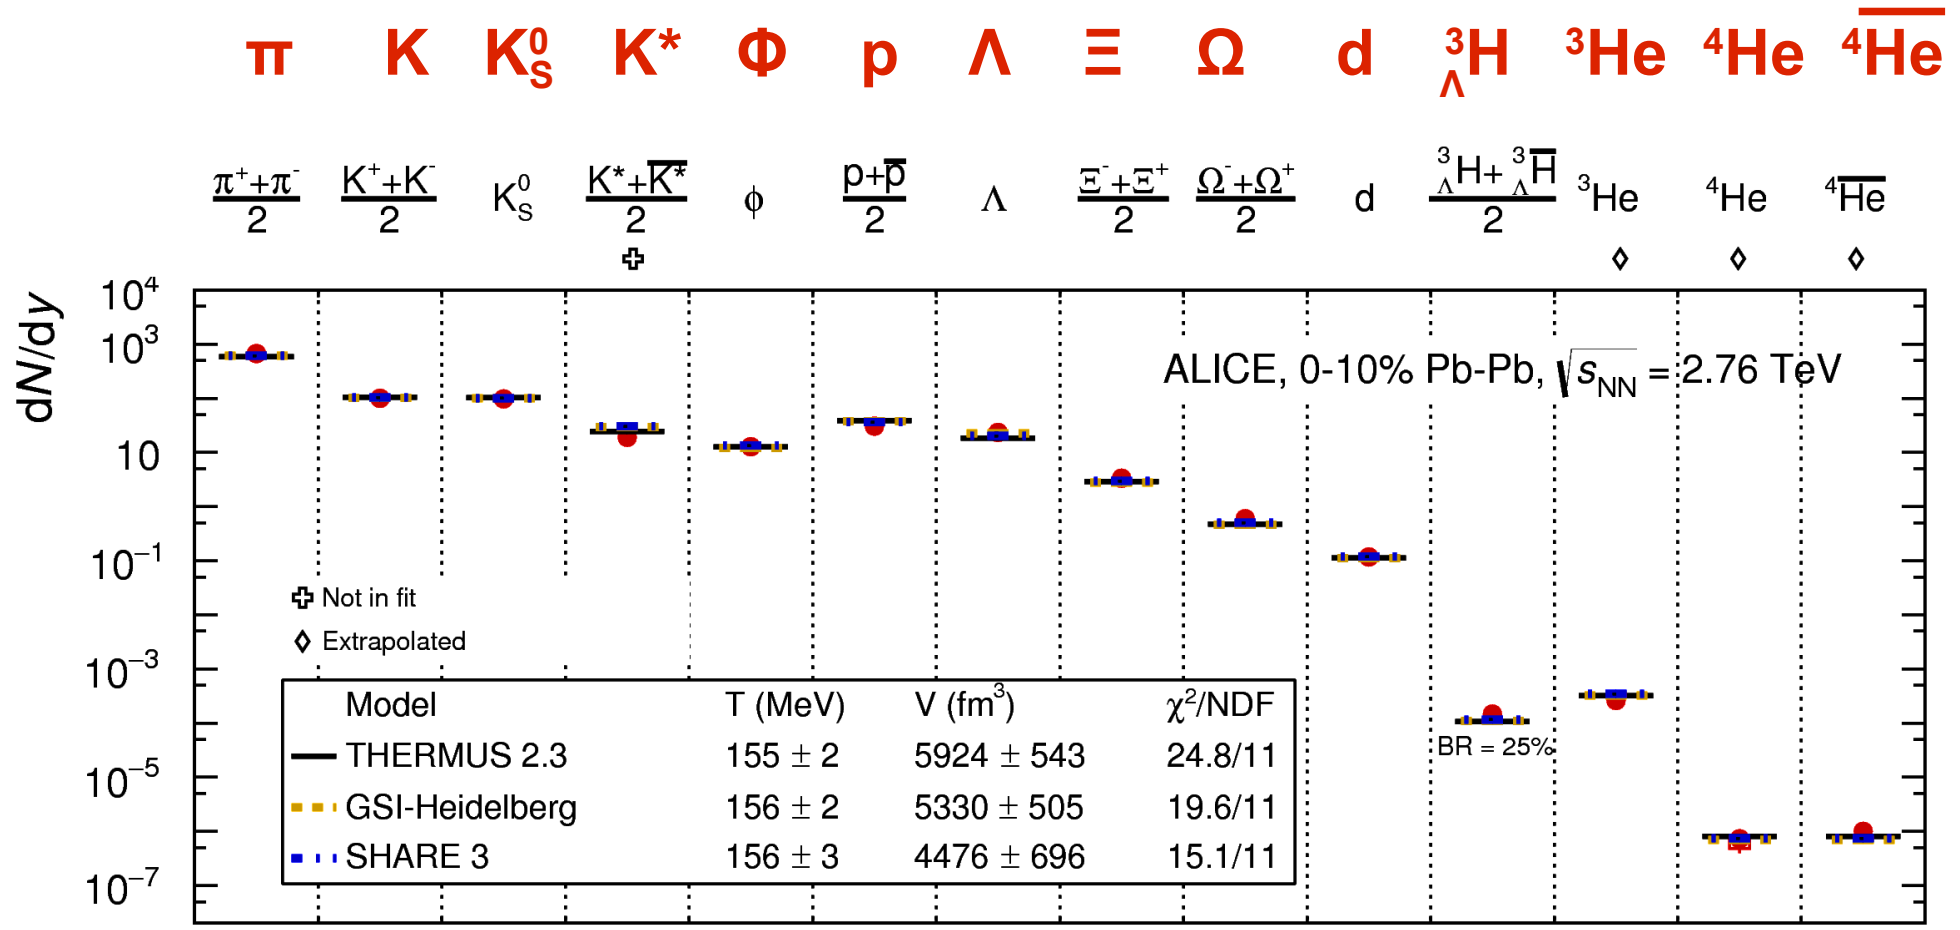 π K K⁰S K* Φ p Λ Ξ Ω d ³ΛH ³He ⁴He ⁴H̅e̅
π⁺+π⁻ K⁺+K⁻ K⁰S K*+K̅*̅ ϕ p+p̅ Λ Ξ⁻+Ξ⁺ Ω⁻+Ω⁺ d ³ΛH+ ³ΛH̅ ³He ⁴He ⁴H̅e̅
2 2 2 2 2 2 2
dN/dy
10⁴
10³
ALICE, 0-10% Pb-Pb, √sNN = 2.76 TeV
10
10⁻¹
Not in fit
Extrapolated
10⁻³
Model T (MeV) V (fm³) χ²/NDF
BR = 25%
THERMUS 2.3 155 ± 2 5924 ± 543 24.8/11
10⁻⁵
GSI-Heidelberg 156 ± 2 5330 ± 505 19.6/11
SHARE 3 156 ± 3 4476 ± 696 15.1/11
10⁻⁷